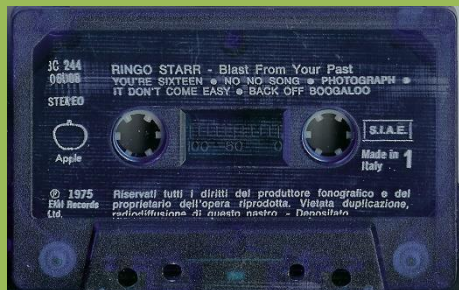 3C 244
RINGO STARR - Blast From Your Past
YOU'RE SIXTEEN ● NO NO SONG ● PHOTOGRAPH ●
IT DON'T COME EASY ● BACK OFF BOOGALOO
STEREO
Apple
100 50 0
S.I.A.E.
Made in
Italy 1
℗ 1975
EMI Records
Ltd.
Riservati tutti i diritti del produttore fonografico e del
proprietario dell'opera riprodotta. Vietata duplicazione,
radiodiffusione di questo nastro. - Depositato